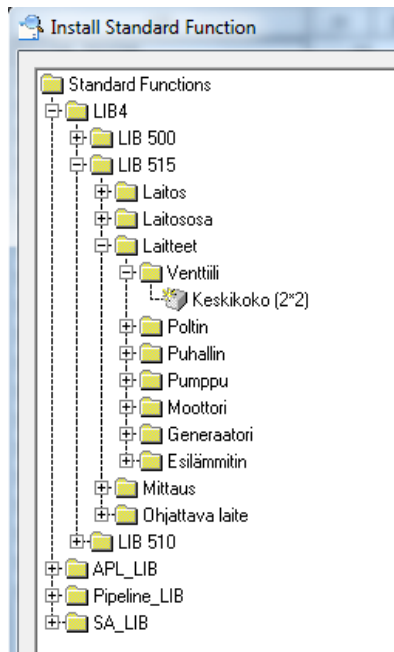 Install Standard Function
Standard Functions
LIB4
LIB 500
LIB 515
Laitos
Laitososa
Laitteet
Venttiili
Keskikoko (2*2)
Poltin
Puhallin
Pumppu
Moottori
Generaatori
Esilämmitin
Mittaus
Ohjattava laite
LIB 510
APL_LIB
Pipeline_LIB
SA_LIB